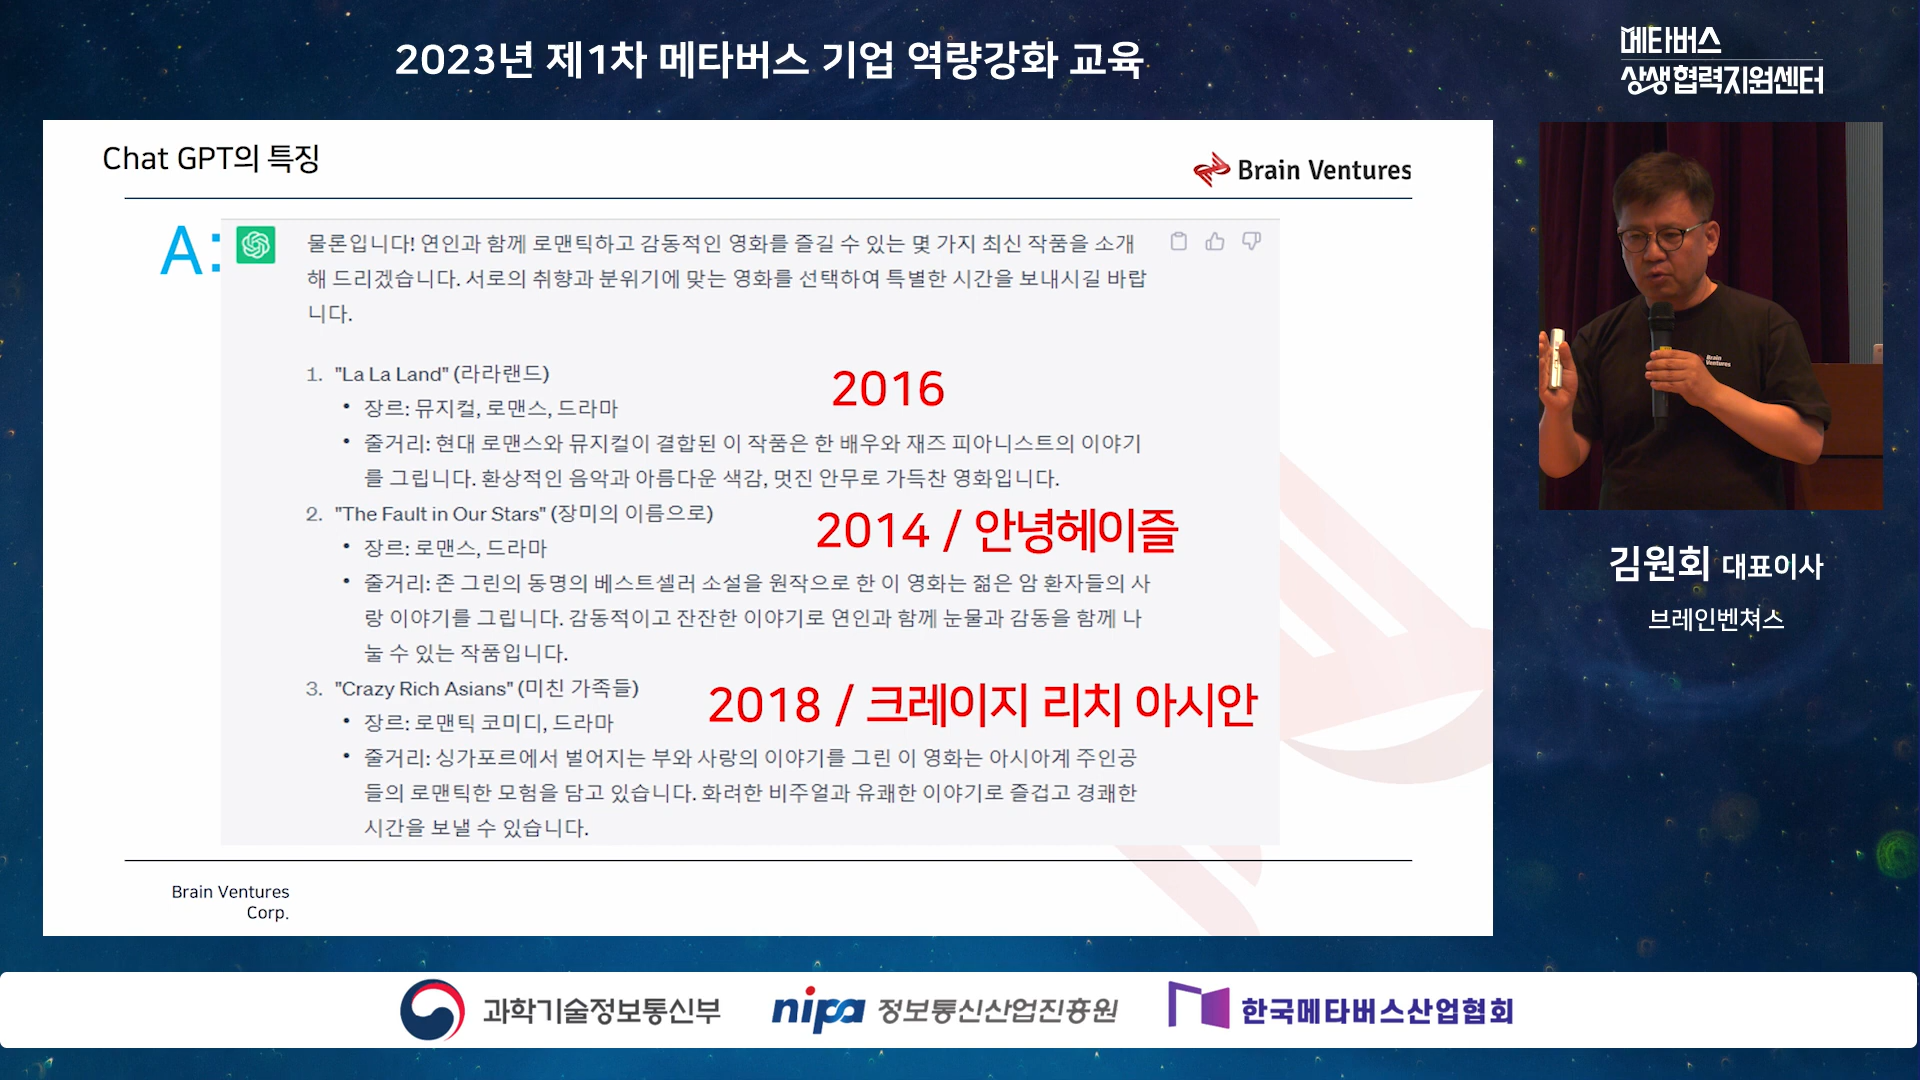 2023년 제1차 메타버스 기업 역량강화 교육
메타버스
상생협력지원센터
Chat GPT의 특징
Brain Ventures
A:
물론입니다! 연인과 함께 로맨틱하고 감동적인 영화를 즐길 수 있는 몇 가지 최신 작품을 소개
해 드리겠습니다. 서로의 취향과 분위기에 맞는 영화를 선택하여 특별한 시간을 보내시길 바랍
니다.
1. "La La Land" (라라랜드)
2016
• 장르: 뮤지컬, 로맨스, 드라마
• 줄거리: 현대 로맨스와 뮤지컬이 결합된 이 작품은 한 배우와 재즈 피아니스트의 이야기
를 그립니다. 환상적인 음악과 아름다운 색감, 멋진 안무로 가득찬 영화입니다.
2. "The Fault in Our Stars" (장미의 이름으로)
2014 / 안녕헤이즐
• 장르: 로맨스, 드라마
• 줄거리: 존 그린의 동명의 베스트셀러 소설을 원작으로 한 이 영화는 젊은 암 환자들의 사
랑 이야기를 그립니다. 감동적이고 잔잔한 이야기로 연인과 함께 눈물과 감동을 함께 나
눌 수 있는 작품입니다.
3. "Crazy Rich Asians" (미친 가족들)
2018 / 크레이지 리치 아시안
• 장르: 로맨틱 코미디, 드라마
• 줄거리: 싱가포르에서 벌어지는 부와 사랑의 이야기를 그린 이 영화는 아시아계 주인공
들의 로맨틱한 모험을 담고 있습니다. 화려한 비주얼과 유쾌한 이야기로 즐겁고 경쾌한
시간을 보낼 수 있습니다.
Brain Ventures
Corp.
Brain
Ventures
김원회 대표이사
브레인벤쳐스
과학기술정보통신부
nipa 정보통신산업진흥원
한국메타버스산업협회